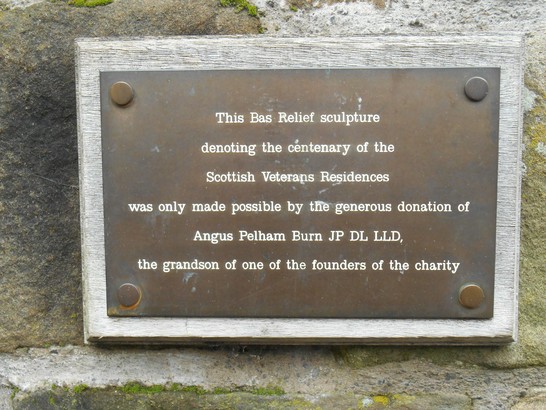 This Bas Relief sculpture
denoting the centenary of the
Scottish Veterans Residences
was only made possible by the generous donation of
Angus Pelham Burn JP DL LLD,
the grandson of one of the founders of the charity